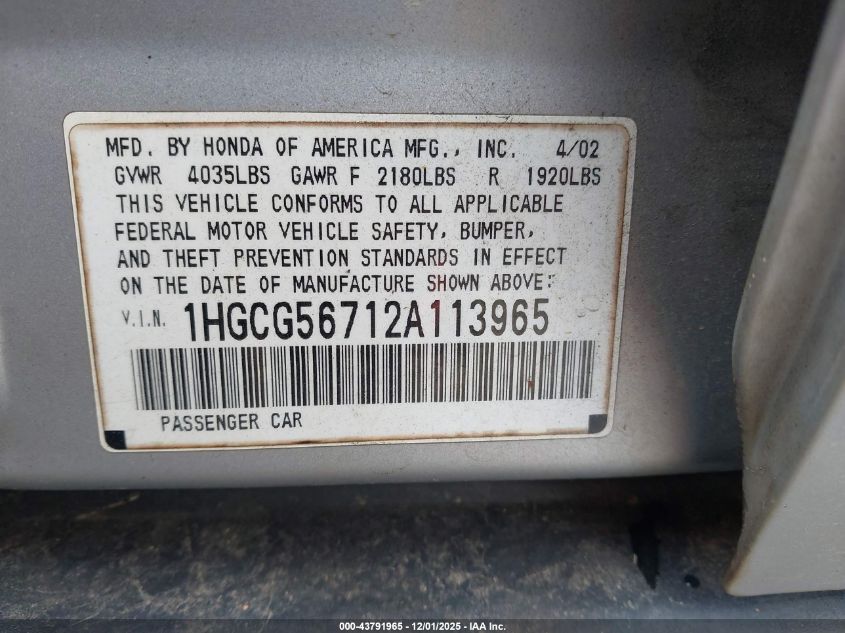 MFD. BY HONDA OF AMERICA MFG., INC. 4/02
GVWR 4035LBS GAWR F 2180LBS R 1920LBS
THIS VEHICLE CONFORMS TO ALL APPLICABLE
FEDERAL MOTOR VEHICLE SAFETY, BUMPER,
AND THEFT PREVENTION STANDARDS IN EFFECT
ON THE DATE OF MANUFACTURE SHOWN ABOVE:
V.I.N. 1HGCG56712A113965
PASSENGER CAR
000-43791965 - 12/01/2025 - IAA Inc.